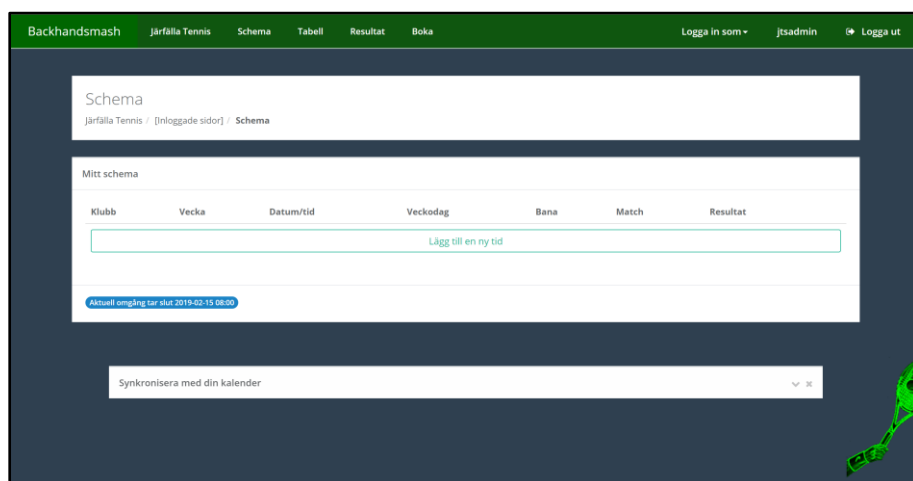 Backhandsmash Järfälla Tennis Schema Tabell Resultat Boka Logga in som jtsadmin Logga ut
Schema
Järfälla Tennis / [Inloggade sidor] / Schema
Mitt schema
Klubb Vecka Datum/tid Veckodag Bana Match Resultat
Lägg till en ny tid
Aktuell omgång tar slut 2019-02-15 08:00
Synkronisera med din kalender